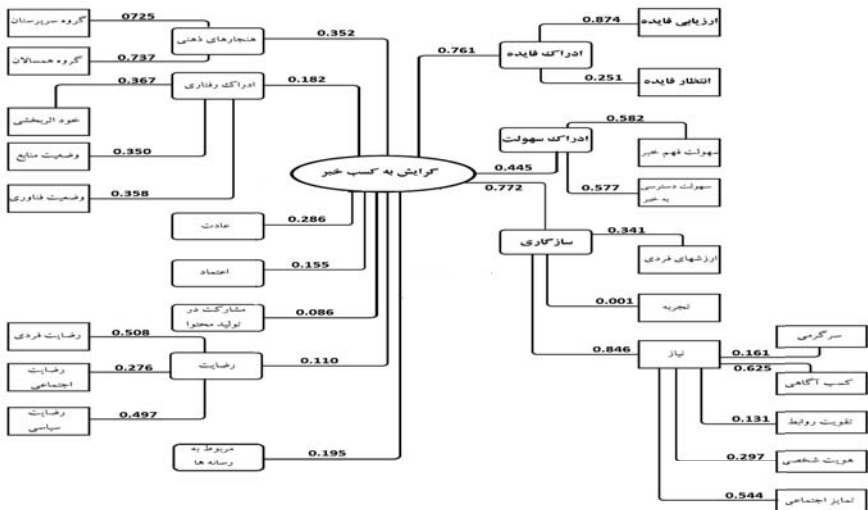 گروه سرپرستان
0725
هنجارهای ذهنی
0.352
گروه همسالان
0.737
ادراک رفتاری
0.182
0.367
خود اثربخشی
وضعیت منابع
0.350
وضعیت فناوری
0.358
گرایش به کسب خبر
عادت
0.286
اعتماد
0.155
مشارکت در
تولید محتوا
0.086
رضایت فردی
0.508
رضایت
0.110
رضایت
اجتماعی
0.276
رضایت
سیاسی
0.497
مربوط به
رسانه ها
0.195
0.761
ادراک فایده
0.874
ارزیابی فایده
0.251
انتظار فایده
0.445
ادراک سهولت
0.582
سهولت فهم خبر
0.577
سهولت دسترسی
به خبر
0.772
سازگاری
0.341
ارزشهای فردی
0.001
تجربه
0.846
نیاز
0.161
سرگرمی
0.625
کسب آگاهی
0.131
تقویت روابط
0.297
هویت شخصی
0.544
تمایز اجتماعی